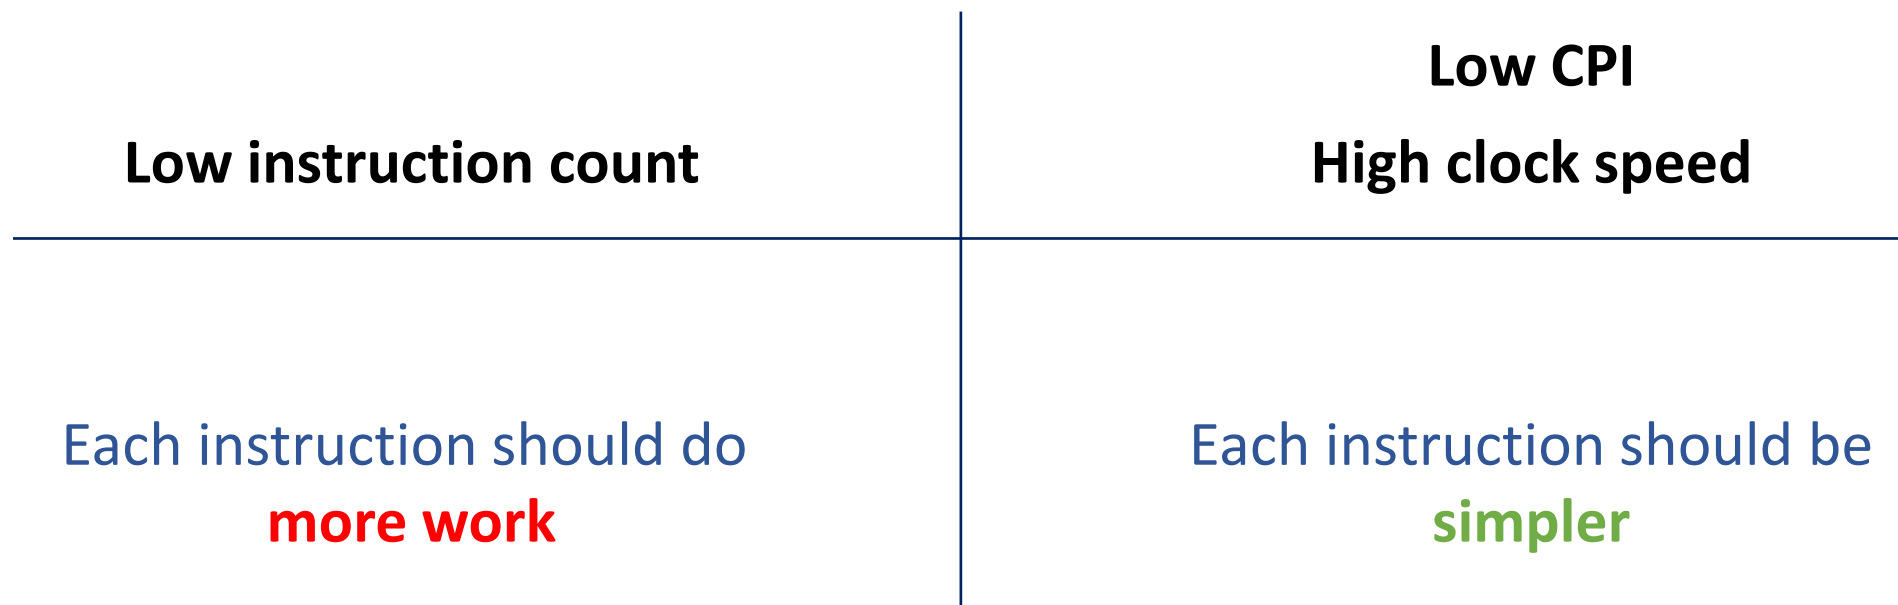 Low instruction count
Low CPI
High clock speed
Each instruction should do
more work
Each instruction should be
simpler